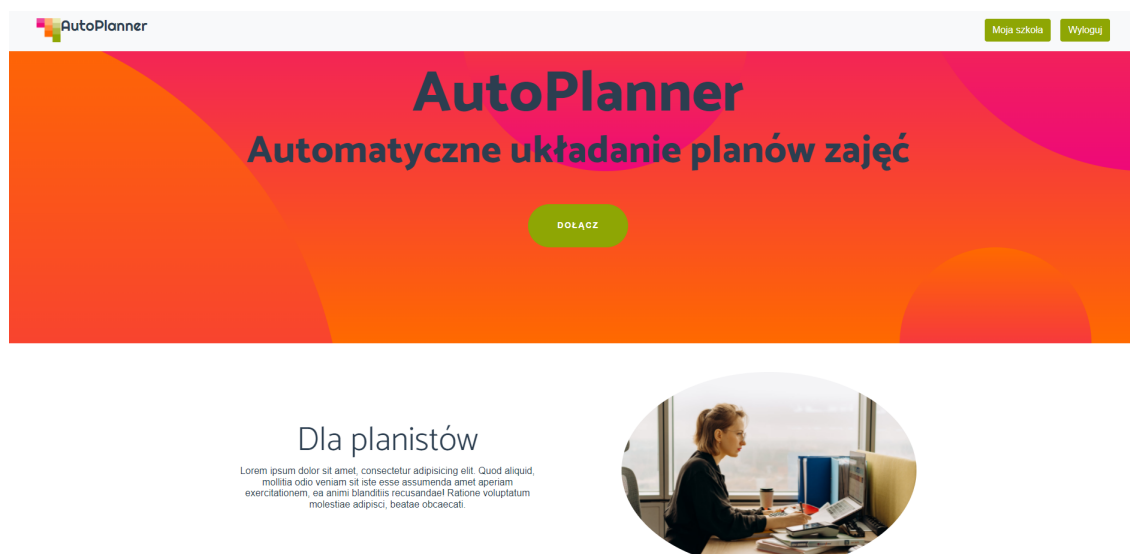 AutoPlanner
Moja szkoła
Wyloguj
AutoPlanner
Automatyczne układanie planów zajęć
DOŁĄCZ
Dla planistów
Lorem ipsum dolor sit amet, consectetur adipisicing elit. Quod aliquid,
mollitia odio veniam sit iste esse assumenda amet aperiam
exercitationem, ea animi blanditiis recusandae! Ratione voluptatum
molestiae adipisci, beatae obcaecati.